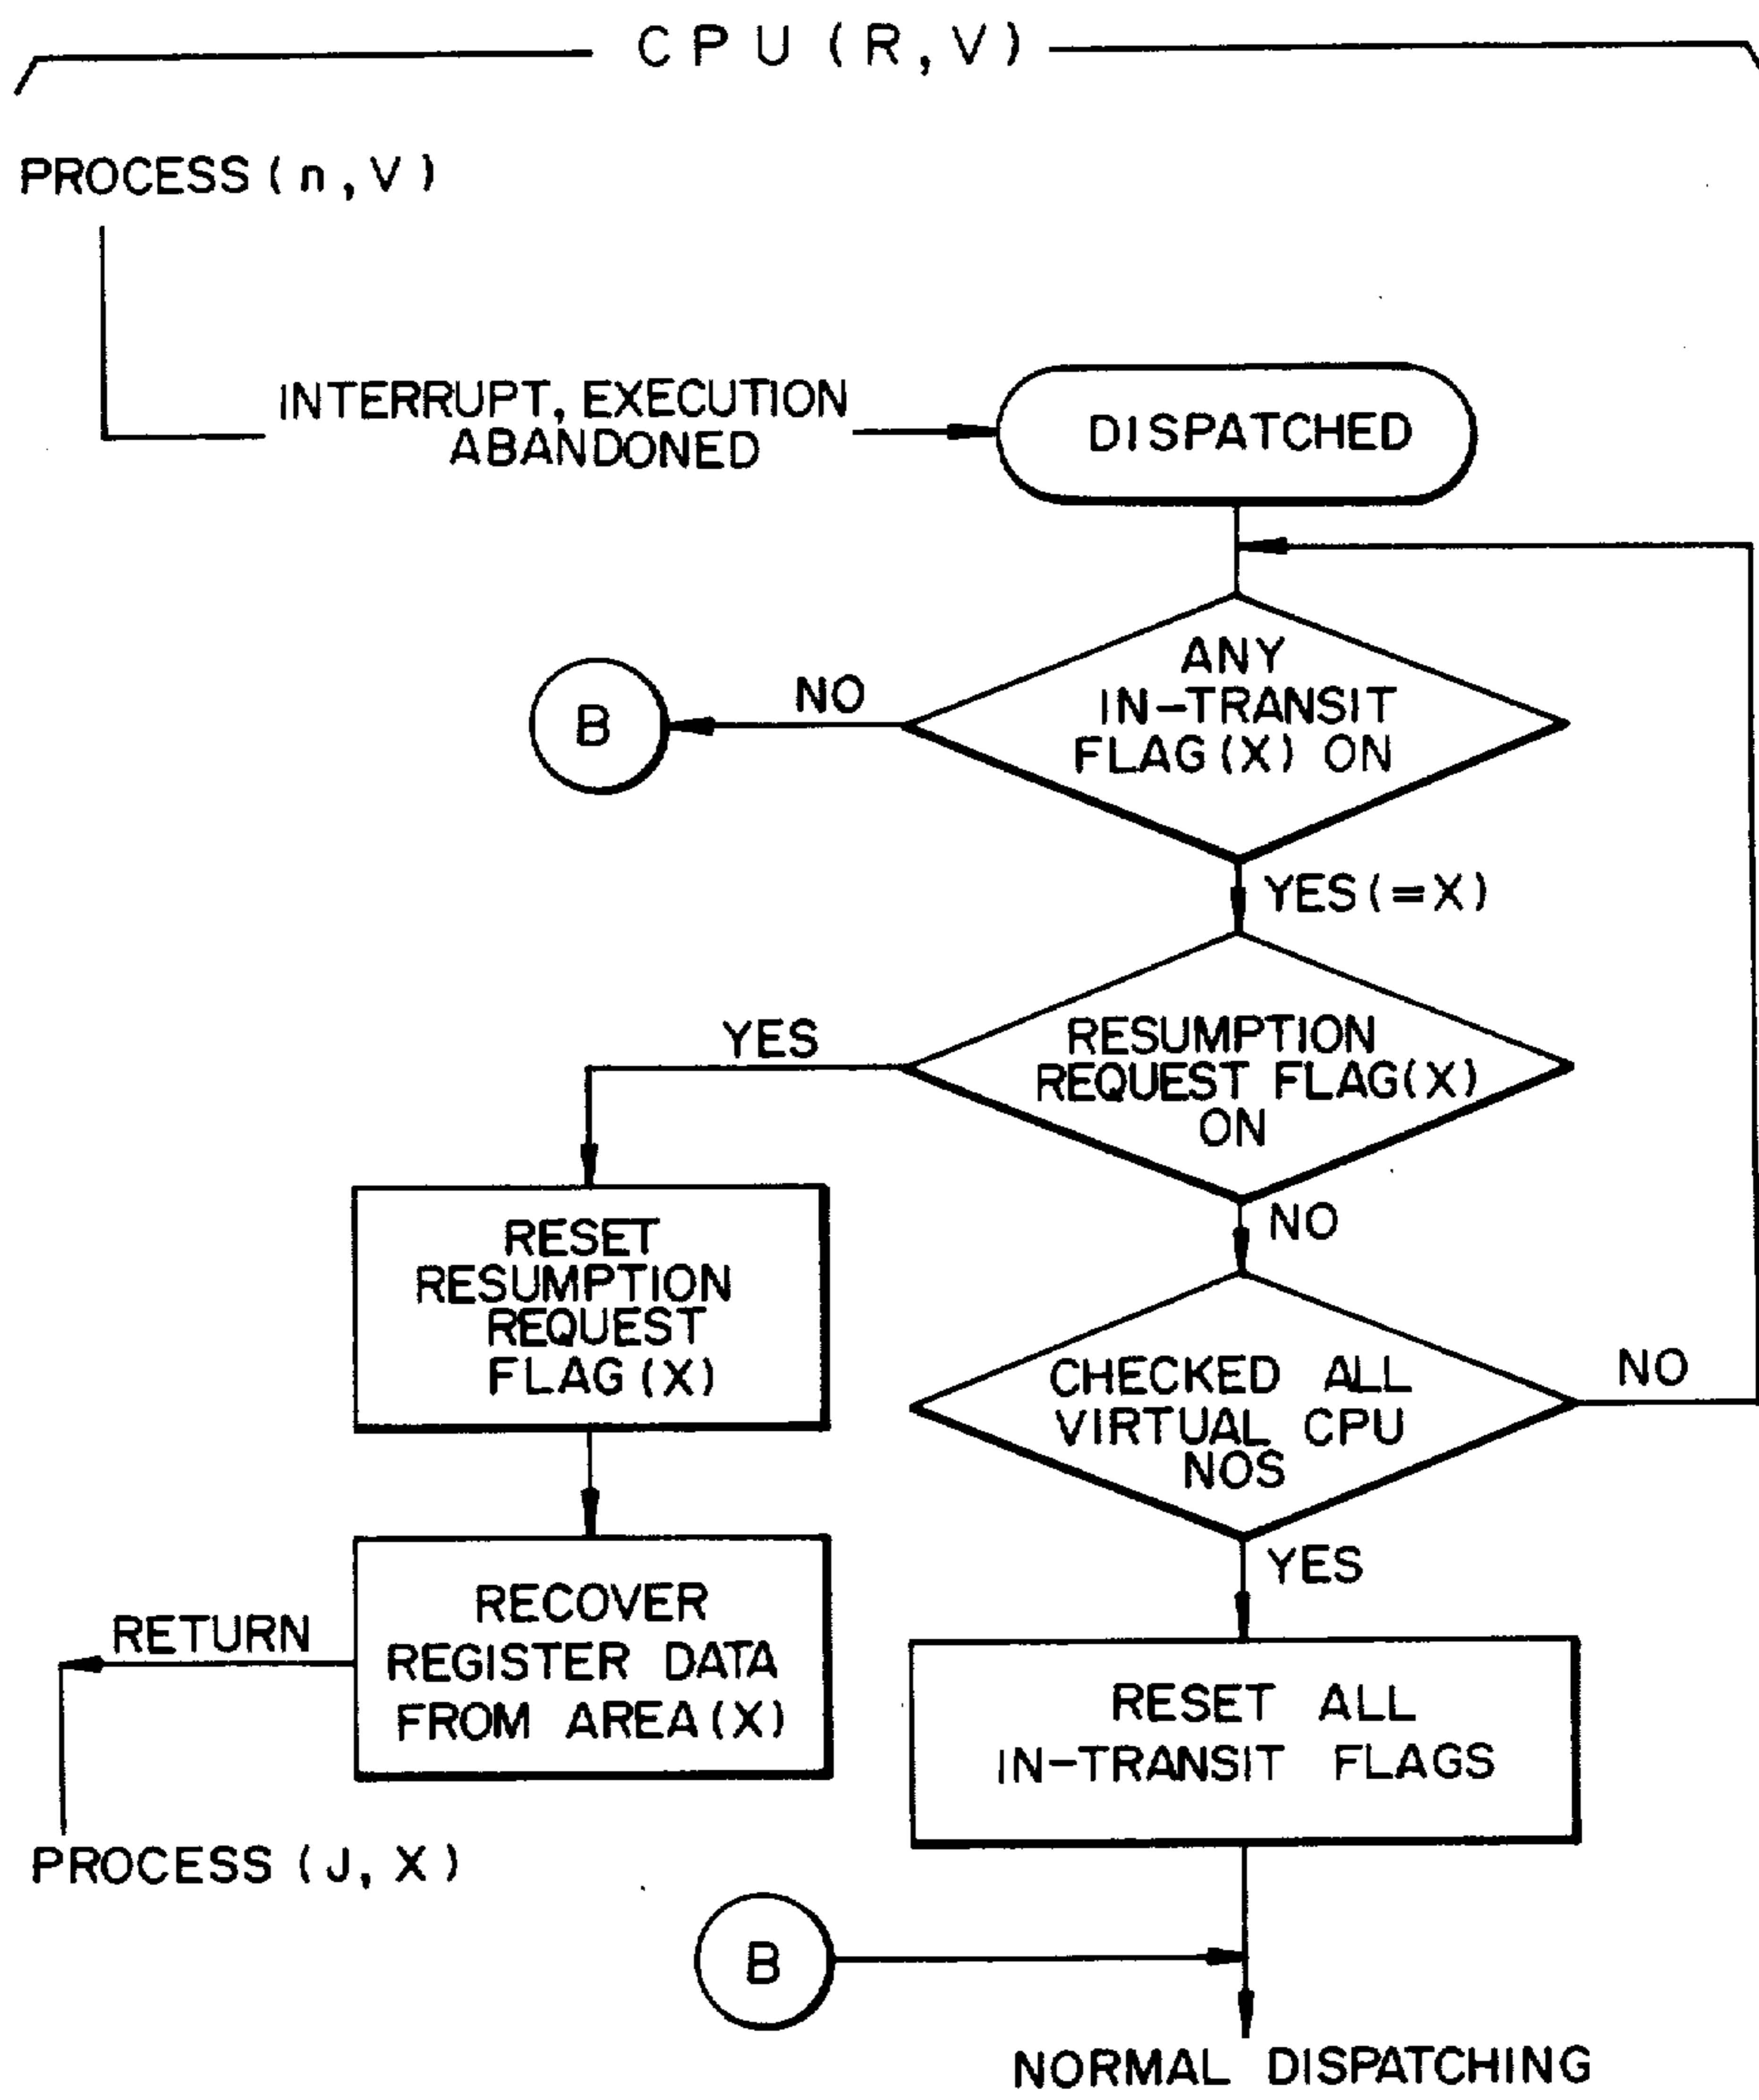 CPU (R, V)
PROCESS (n, V)
INTERRUPT, EXECUTION
ABANDONED
DISPATCHED
ANY
IN-TRANSIT
FLAG (X) ON
NO
B
YES (=X)
RESUMPTION
REQUEST FLAG(X)
ON
YES
NO
RESET
RESUMPTION
REQUEST
FLAG (X)
CHECKED ALL
VIRTUAL CPU
NOS
NO
YES
RECOVER
REGISTER DATA
FROM AREA (X)
RETURN
PROCESS (J, X)
RESET ALL
IN-TRANSIT FLAGS
B
NORMAL DISPATCHING